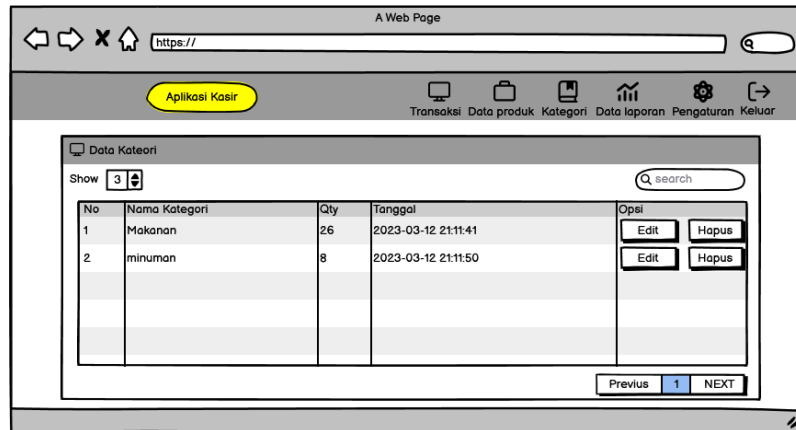 A Web Page
https://
Aplikasi Kasir
Transaksi Data produk Kategori Data laporan Pengaturan Keluar
Data Kateori
Show 3 search
No Nama Kategori Qty Tanggal Opsi
1 Makanan 26 2023-03-12 21:11:41 Edit Hapus
2 minuman 8 2023-03-12 21:11:50 Edit Hapus
Previus 1 NEXT